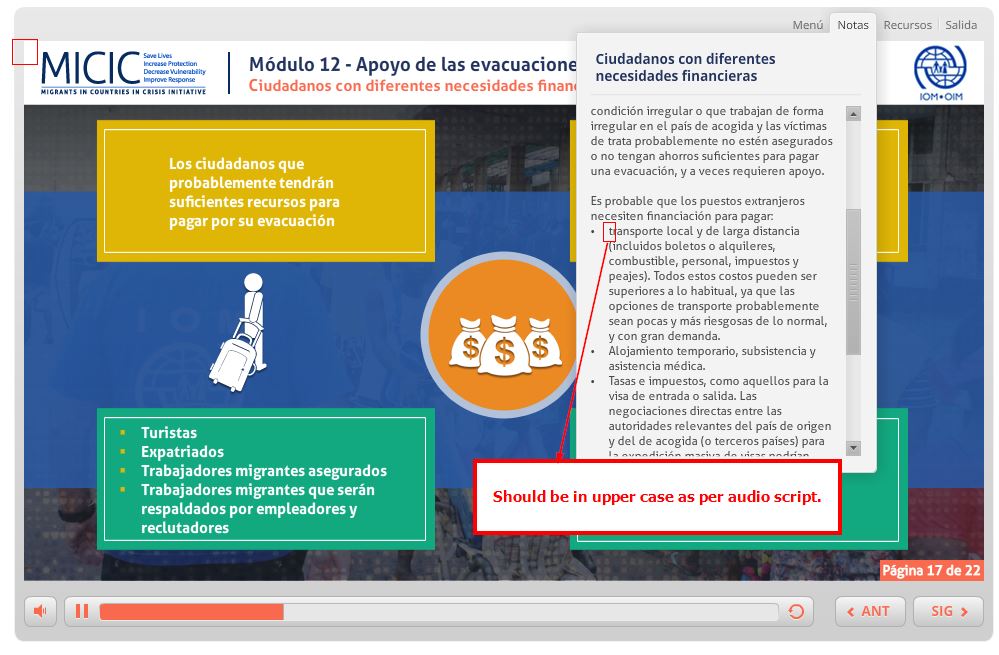 Menú
Notas
Recursos
Salida
MICIC
Save Lives
Increase Protection
Decrease Vulnerability
Improve Response
MIGRANTS IN COUNTRIES IN CRISIS INITIATIVE
Módulo 12 - Apoyo de las evacuacione
Ciudadanos con diferentes necesidades finan
IOM•OIM
Los ciudadanos que
probablemente tendrán
suficientes recursos para
pagar por su evacuación
$ $ $
Turistas
Expatriados
Trabajadores migrantes asegurados
Trabajadores migrantes que serán
respaldados por empleadores y
reclutadores
Ciudadanos con diferentes
necesidades financieras
condición irregular o que trabajan de forma
irregular en el país de acogida y las víctimas
de trata probablemente no estén asegurados
o no tengan ahorros suficientes para pagar
una evacuación, y a veces requieren apoyo.
Es probable que los puestos extranjeros
necesiten financiación para pagar:
• transporte local y de larga distancia
(incluidos boletos o alquileres,
combustible, personal, impuestos y
peajes). Todos estos costos pueden ser
superiores a lo habitual, ya que las
opciones de transporte probablemente
sean pocas y más riesgosas de lo normal,
y con gran demanda.
• Alojamiento temporario, subsistencia y
asistencia médica.
• Tasas e impuestos, como aquellos para la
visa de entrada o salida. Las
negociaciones directas entre las
autoridades relevantes del país de origen
y del de acogida (o terceros países) para
la expedición masiva de visas podrían
Should be in upper case as per audio script.
Página 17 de 22
ANT
SIG